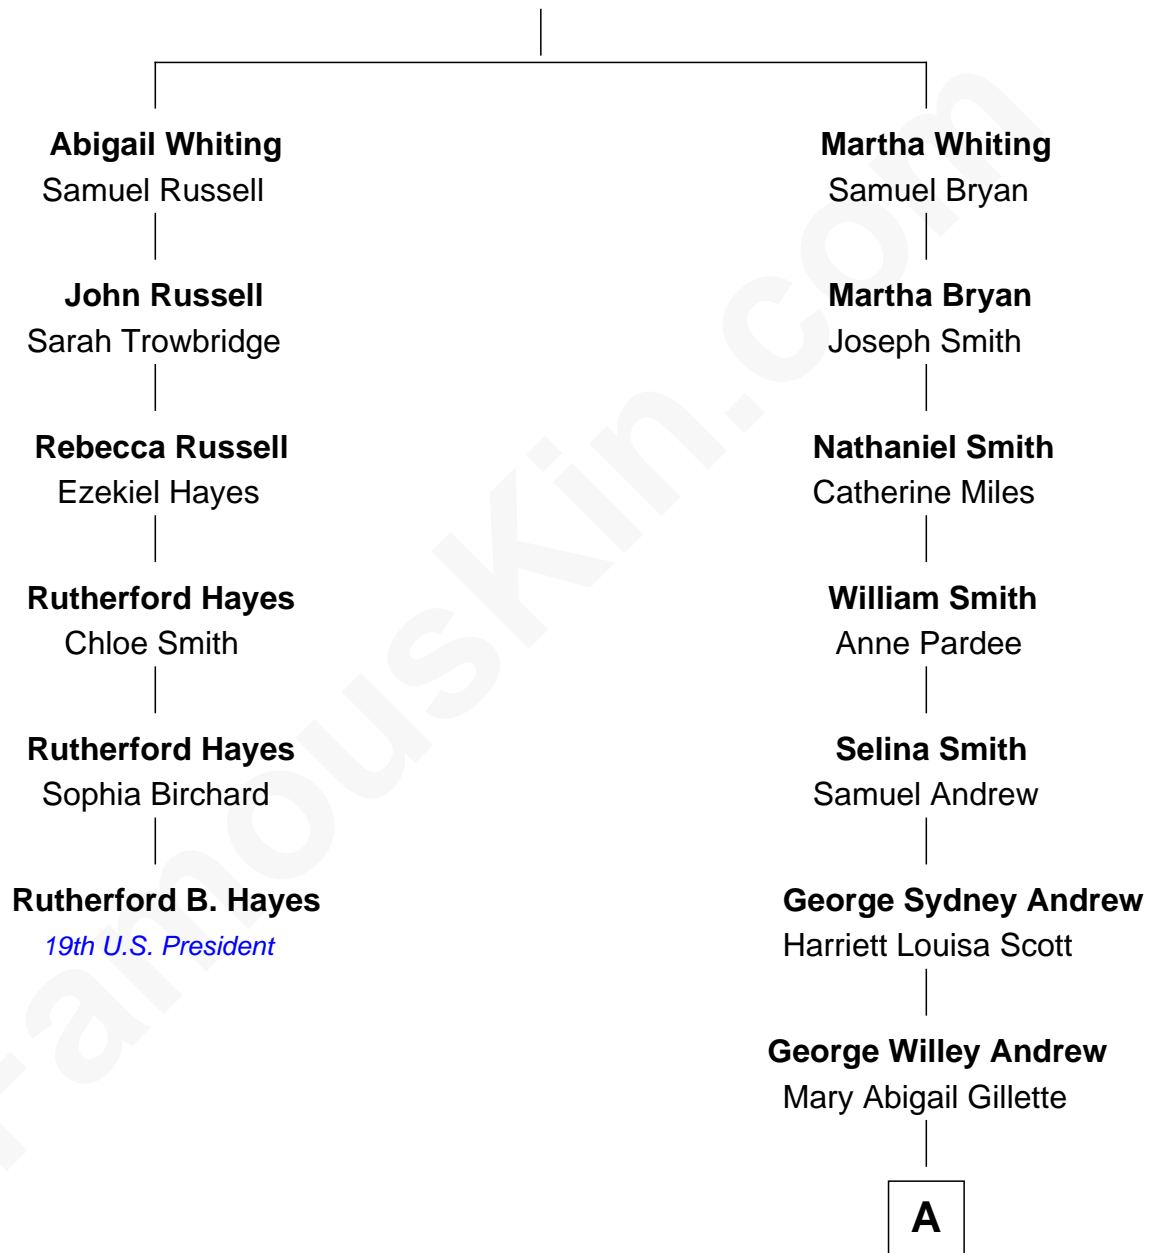 Abigail Whiting
Samuel Russell
John Russell
Sarah Trowbridge
Rebecca Russell
Ezekiel Hayes
Rutherford Hayes
Chloe Smith
Rutherford Hayes
Sophia Birchard
Rutherford B. Hayes
19th U.S. President
Martha Whiting
Samuel Bryan
Martha Bryan
Joseph Smith
Nathaniel Smith
Catherine Miles
William Smith
Anne Pardee
Selina Smith
Samuel Andrew
George Sydney Andrew
Harriett Louisa Scott
George Willey Andrew
Mary Abigail Gillette
A
FamousKin.com